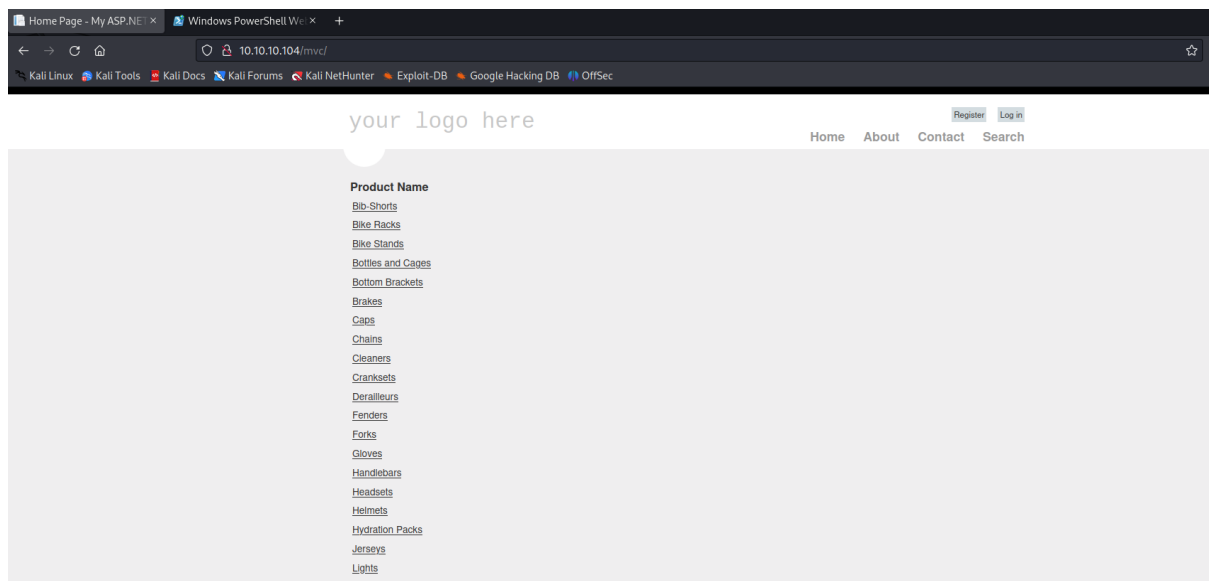 Home Page - My ASP.NET
Windows PowerShell We
10.10.10.104/mvc/
Kali Linux Kali Tools Kali Docs Kali Forums Kali NetHunter Exploit-DB Google Hacking DB OffSec
your logo here
Register Log in
Home About Contact Search
Product Name
Bib-Shorts
Bike Racks
Bike Stands
Bottles and Cages
Bottom Brackets
Brakes
Caps
Chains
Cleaners
Cranksets
Derailleurs
Fenders
Forks
Gloves
Handlebars
Headsets
Helmets
Hydration Packs
Jerseys
Lights